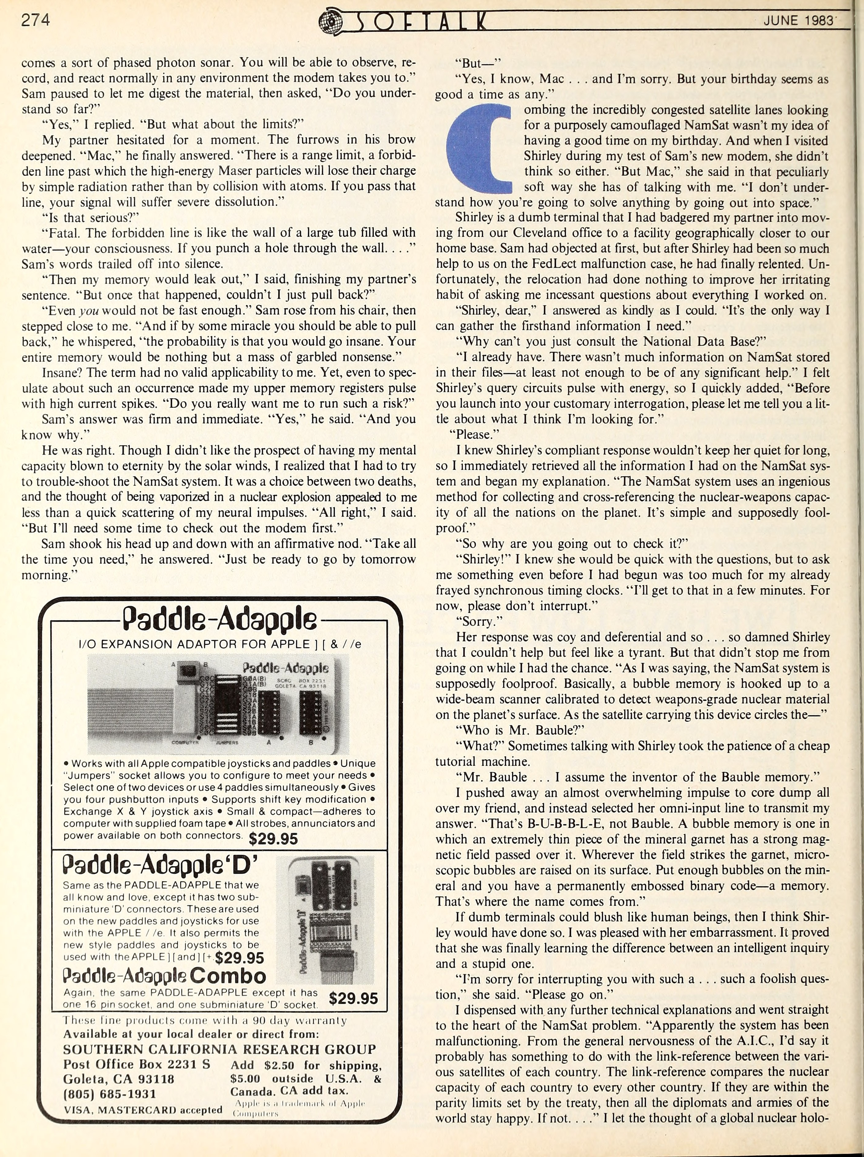 274
SOFTALK
JUNE 1983
comes a sort of phased photon sonar. You will be able to observe, re-
cord, and react normally in any environment the modem takes you to.”
Sam paused to let me digest the material, then asked, “Do you under-
stand so far?”
“Yes,” I replied. “But what about the limits?”
My partner hesitated for a moment. The furrows in his brow
deepened. “Mac,” he finally answered. “There is a range limit, a forbid-
den line past which the high-energy Maser particles will lose their charge
by simple radiation rather than by collision with atoms. If you pass that
line, your signal will suffer severe dissolution.”
“Is that serious?”
“Fatal. The forbidden line is like the wall of a large tub filled with
water—your consciousness. If you punch a hole through the wall. . . .”
Sam’s words trailed off into silence.
“Then my memory would leak out,” I said, finishing my partner’s
sentence. “But once that happened, couldn’t I just pull back?”
“Even you would not be fast enough.” Sam rose from his chair, then
stepped close to me. “And if by some miracle you should be able to pull
back,” he whispered, “the probability is that you would go insane. Your
entire memory would be nothing but a mass of garbled nonsense.”
Insane? The term had no valid applicability to me. Yet, even to spec-
ulate about such an occurrence made my upper memory registers pulse
with high current spikes. “Do you really want me to run such a risk?”
Sam’s answer was firm and immediate. “Yes,” he said. “And you
know why.”
He was right. Though I didn’t like the prospect of having my mental
capacity blown to eternity by the solar winds, I realized that I had to try
to trouble-shoot the NamSat system. It was a choice between two deaths,
and the thought of being vaporized in a nuclear explosion appealed to me
less than a quick scattering of my neural impulses. “All right,” I said.
“But I’ll need some time to check out the modem first.”
Sam shook his head up and down with an affirmative nod. “Take all
the time you need,” he answered. “Just be ready to go by tomorrow
morning.”
Paddle-Adapple
I/O EXPANSION ADAPTOR FOR APPLE ] [ & / /e
A
B
Paddle-Adapple
SCRG BOX 2231
GOLETA CA 93118
COMPUTER
JUMPERS
A
B
• Works with all Apple compatible joysticks and paddles • Unique
“Jumpers” socket allows you to configure to meet your needs •
Select one of two devices or use 4 paddles simultaneously • Gives
you four pushbutton inputs • Supports shift key modification •
Exchange X & Y joystick axis • Small & compact—adheres to
computer with supplied foam tape • All strobes, annunciators and
power available on both connectors. $29.95
Paddle-Adapple ‘D’
Same as the PADDLE-ADAPPLE that we
all know and love, except it has two sub-
miniature ‘D’ connectors. These are used
on the new paddles and joysticks for use
with the APPLE / /e. It also permits the
new style paddles and joysticks to be
used with the APPLE ] [ and ] [ + $29.95
Paddle-Adapple Combo
Again, the same PADDLE-ADAPPLE except it has
one 16 pin socket, and one subminiature ‘D’ socket. $29.95
These fine products come with a 90 day warranty
Available at your local dealer or direct from:
SOUTHERN CALIFORNIA RESEARCH GROUP
Post Office Box 2231 S
Goleta, CA 93118
(805) 685-1931
VISA, MASTERCARD accepted
Add $2.50 for shipping,
$5.00 outside U.S.A. &
Canada. CA add tax.
Apple is a trademark of Apple
Computers
“But—”
“Yes, I know, Mac . . . and I’m sorry. But your birthday seems as
good a time as any.”
Combing the incredibly congested satellite lanes looking
for a purposely camouflaged NamSat wasn’t my idea of
having a good time on my birthday. And when I visited
Shirley during my test of Sam’s new modem, she didn’t
think so either. “But Mac,” she said in that peculiarly
soft way she has of talking with me. “I don’t under-
stand how you’re going to solve anything by going out into space.”
Shirley is a dumb terminal that I had badgered my partner into mov-
ing from our Cleveland office to a facility geographically closer to our
home base. Sam had objected at first, but after Shirley had been so much
help to us on the FedLect malfunction case, he had finally relented. Un-
fortunately, the relocation had done nothing to improve her irritating
habit of asking me incessant questions about everything I worked on.
“Shirley, dear,” I answered as kindly as I could. “It’s the only way I
can gather the firsthand information I need.”
“Why can’t you just consult the National Data Base?”
“I already have. There wasn’t much information on NamSat stored
in their files—at least not enough to be of any significant help.” I felt
Shirley’s query circuits pulse with energy, so I quickly added, “Before
you launch into your customary interrogation, please let me tell you a lit-
tle about what I think I’m looking for.”
“Please.”
I knew Shirley’s compliant response wouldn’t keep her quiet for long,
so I immediately retrieved all the information I had on the NamSat sys-
tem and began my explanation. “The NamSat system uses an ingenious
method for collecting and cross-referencing the nuclear-weapons capac-
ity of all the nations on the planet. It’s simple and supposedly fool-
proof.”
“So why are you going out to check it?”
“Shirley!” I knew she would be quick with the questions, but to ask
me something even before I had begun was too much for my already
frayed synchronous timing clocks. “I’ll get to that in a few minutes. For
now, please don’t interrupt.”
“Sorry.”
Her response was coy and deferential and so . . . so damned Shirley
that I couldn’t help but feel like a tyrant. But that didn’t stop me from
going on while I had the chance. “As I was saying, the NamSat system is
supposedly foolproof. Basically, a bubble memory is hooked up to a
wide-beam scanner calibrated to detect weapons-grade nuclear material
on the planet’s surface. As the satellite carrying this device circles the—”
“Who is Mr. Bauble?”
“What?” Sometimes talking with Shirley took the patience of a cheap
tutorial machine.
“Mr. Bauble . . . I assume the inventor of the Bauble memory.”
I pushed away an almost overwhelming impulse to core dump all
over my friend, and instead selected her omni-input line to transmit my
answer. “That’s B-U-B-B-L-E, not Bauble. A bubble memory is one in
which an extremely thin piece of the mineral garnet has a strong mag-
netic field passed over it. Wherever the field strikes the garnet, micro-
scopic bubbles are raised on its surface. Put enough bubbles on the min-
eral and you have a permanently embossed binary code—a memory.
That’s where the name comes from.”
If dumb terminals could blush like human beings, then I think Shir-
ley would have done so. I was pleased with her embarrassment. It proved
that she was finally learning the difference between an intelligent inquiry
and a stupid one.
“I’m sorry for interrupting you with such a . . . such a foolish ques-
tion,” she said. “Please go on.”
I dispensed with any further technical explanations and went straight
to the heart of the NamSat problem. “Apparently the system has been
malfunctioning. From the general nervousness of the A.I.C., I’d say it
probably has something to do with the link-reference between the vari-
ous satellites of each country. The link-reference compares the nuclear
capacity of each country to every other country. If they are within the
parity limits set by the treaty, then all the diplomats and armies of the
world stay happy. If not. . . .” I let the thought of a global nuclear holo-